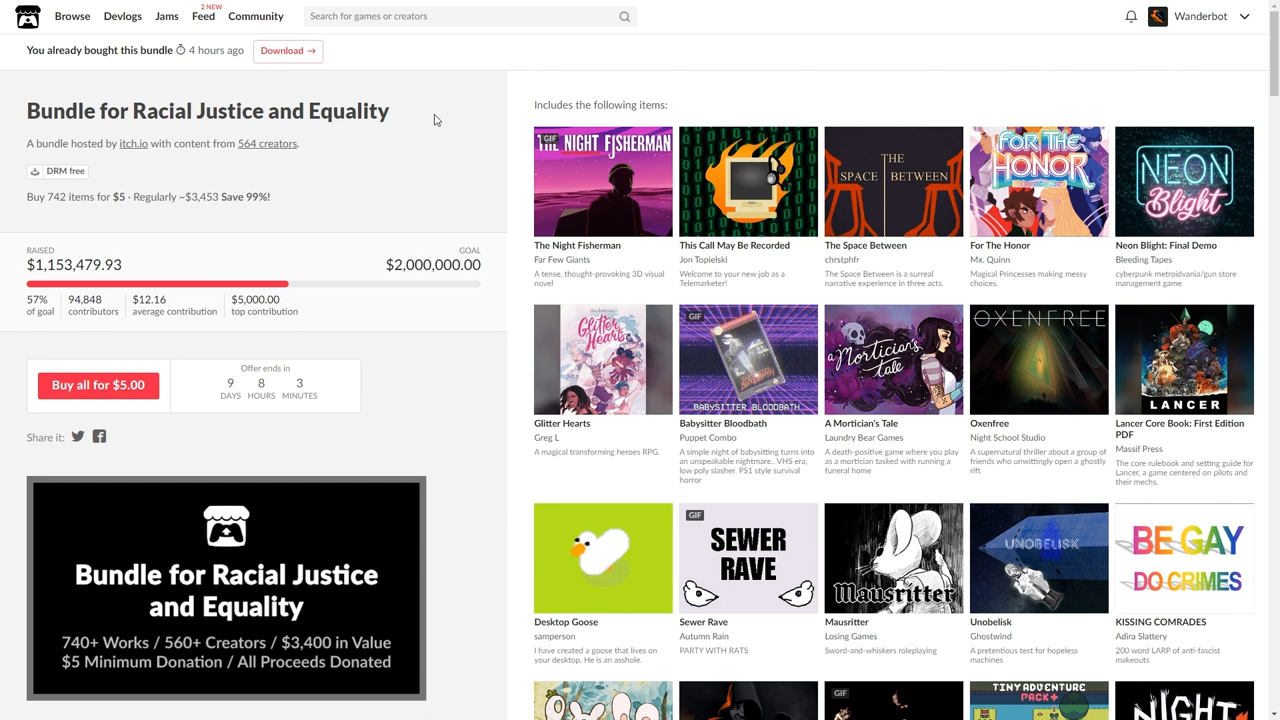 2 NEW
Browse Devlogs Jams Feed Community Search for games or creators Wanderbot
You already bought this bundle 4 hours ago Download →
Bundle for Racial Justice and Equality
A bundle hosted by itch.io with content from 564 creators.
DRM free
Buy 742 items for $5 · Regularly ~$3,453 Save 99%!
RAISED GOAL
$1,153,479.93 $2,000,000.00
57% 94,848 $12.16 $5,000.00
of goal contributors average contribution top contribution
Buy all for $5.00
Offer ends in
9 8 3
DAYS HOURS MINUTES
Share it:
Bundle for Racial Justice
and Equality
740+ Works / 560+ Creators / $3,400 in Value
$5 Minimum Donation / All Proceeds Donated
Includes the following items:
GIF
THE NIGHT FISHERMAN
The Night Fisherman
Far Few Giants
A tense, thought-provoking 3D visual
novel
This Call May Be Recorded
Jon Topielski
Welcome to your new job as a
Telemarketer!
THE
SPACE BETWEEN
The Space Between
chrstphfr
The Space Between is a surreal
narrative experience in three acts.
FOR THE
HONOR
For The Honor
Mx. Quinn
Magical Princesses making messy
choices.
NEON
Blight
Neon Blight: Final Demo
Bleeding Tapes
cyberpunk metroidvania/gun store
management game
Glitter
Hearts
Glitter Hearts
Greg L
A magical transforming heroes RPG.
GIF
BABYSITTER BLOODBATH
Babysitter Bloodbath
Puppet Combo
A simple night of babysitting turns into
an unspeakable nightmare.. VHS era,
low poly slasher. PS1 style survival
horror
a Mortician's
tale
A Mortician's Tale
Laundry Bear Games
A death-positive game where you play
as a mortician tasked with running a
funeral home
OXENFREE
Oxenfree
Night School Studio
A supernatural thriller about a group of
friends who unwittingly open a ghostly
rift
LANCER
Lancer Core Book: First Edition
PDF
Massif Press
The core rulebook and setting guide for
Lancer, a game centered on pilots and
their mechs.
Desktop Goose
samperson
I have created a goose that lives on
your desktop. He is an asshole.
GIF
SEWER
RAVE
Sewer Rave
Autumn Rain
PARTY WITH RATS
Mausritter
Mausritter
Losing Games
Sword-and-whiskers roleplaying
UNOBELISK
Unobelisk
Ghostwind
A pretentious test for hopeless
machines
BE GAY
DO CRIMES
KISSING COMRADES
Adira Slattery
200 word LARP of anti-fascist
makeouts
GIF
TINY ADVENTURE
PACK+
NIGHT